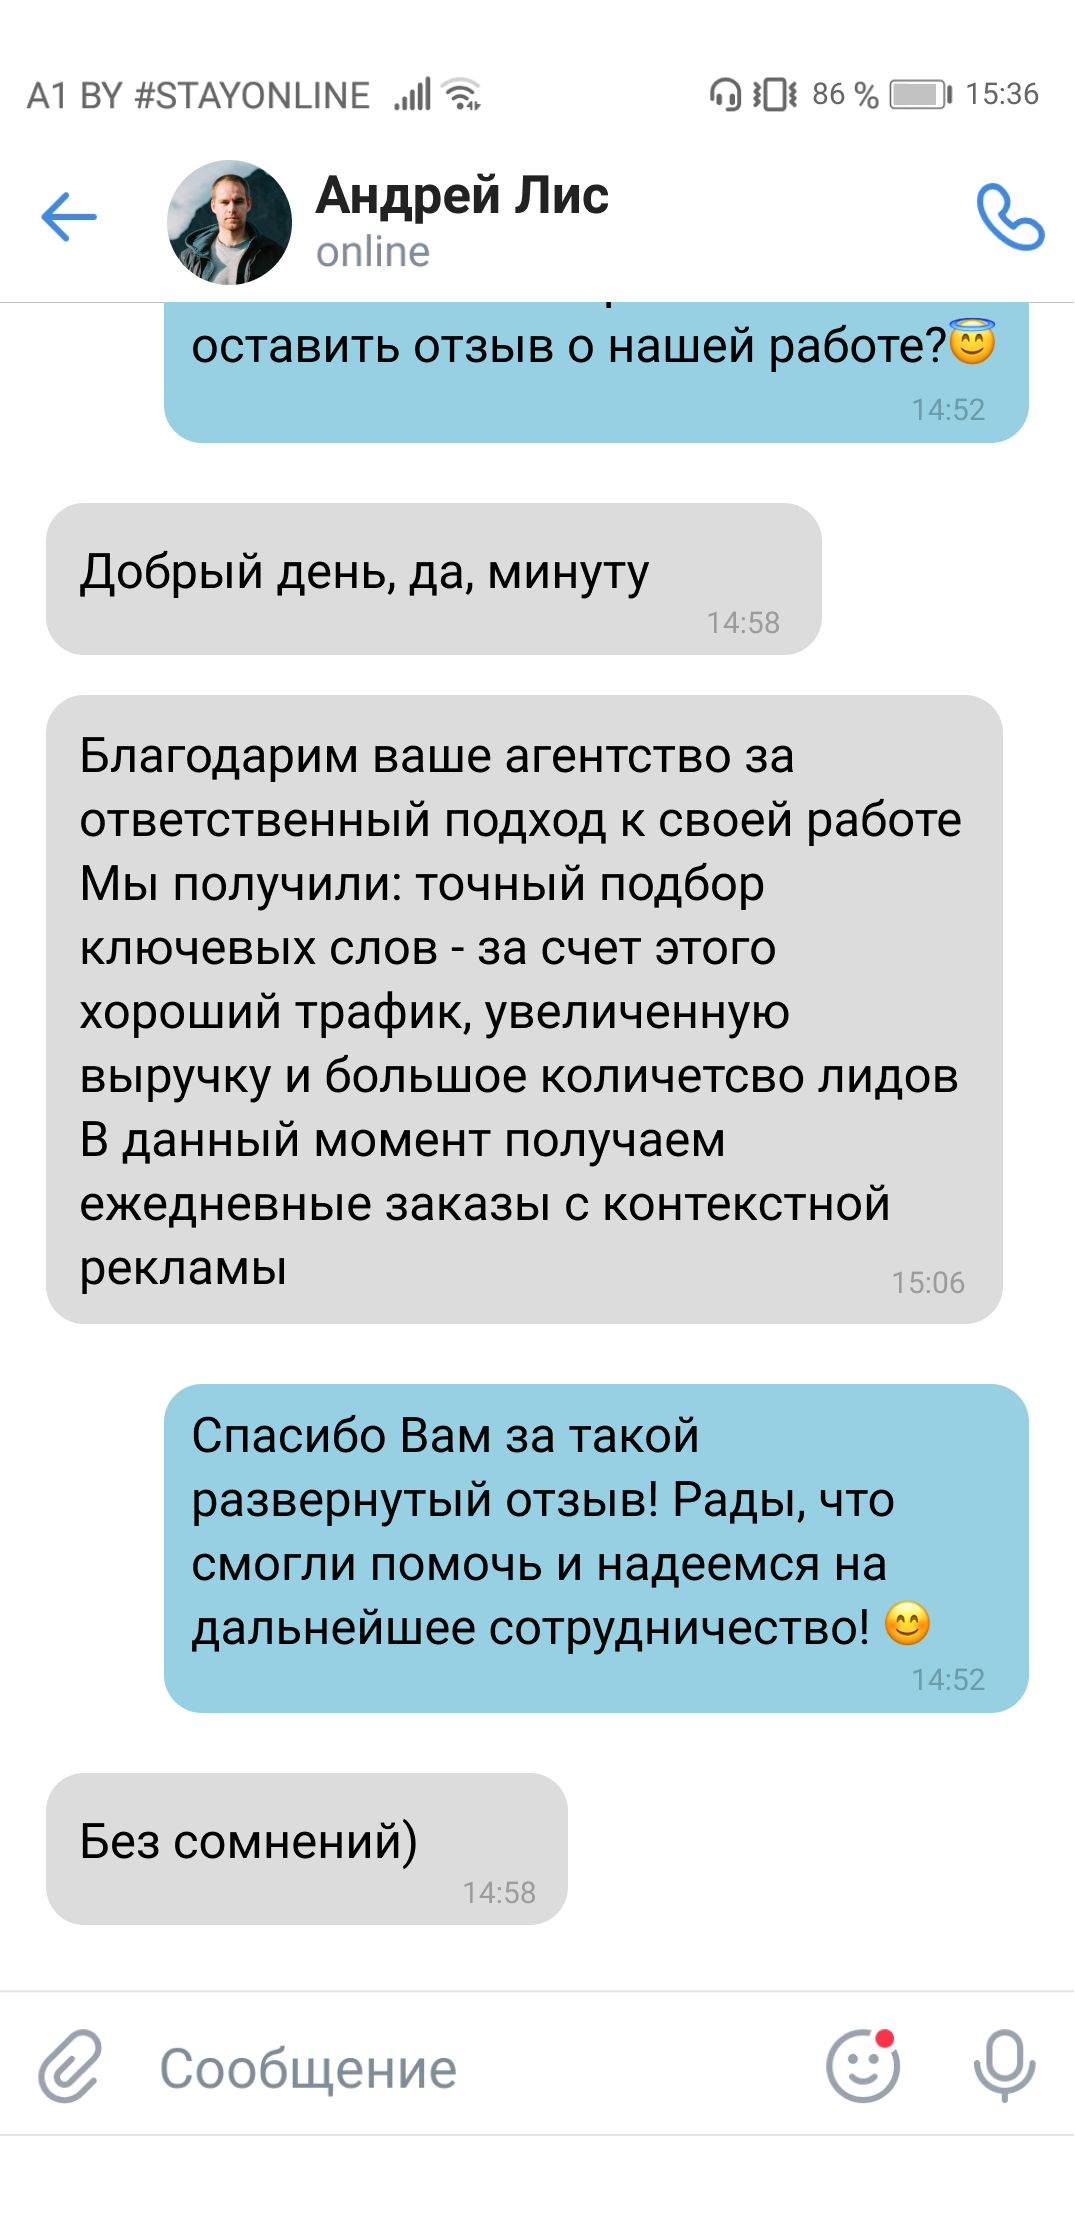 A1 BY #STAYONLINE 86 % 15:36
Андрей Лис
online
оставить отзыв о нашей работе?😇
14:52
Добрый день, да, минуту
14:58
Благодарим ваше агентство за
ответственный подход к своей работе
Мы получили: точный подбор
ключевых слов - за счет этого
хороший трафик, увеличенную
выручку и большое количетсво лидов
В данный момент получаем
ежедневные заказы с контекстной
рекламы
15:06
Спасибо Вам за такой
развернутый отзыв! Рады, что
смогли помочь и надеемся на
дальнейшее сотрудничество! 😊
14:52
Без сомнений)
14:58
Сообщение